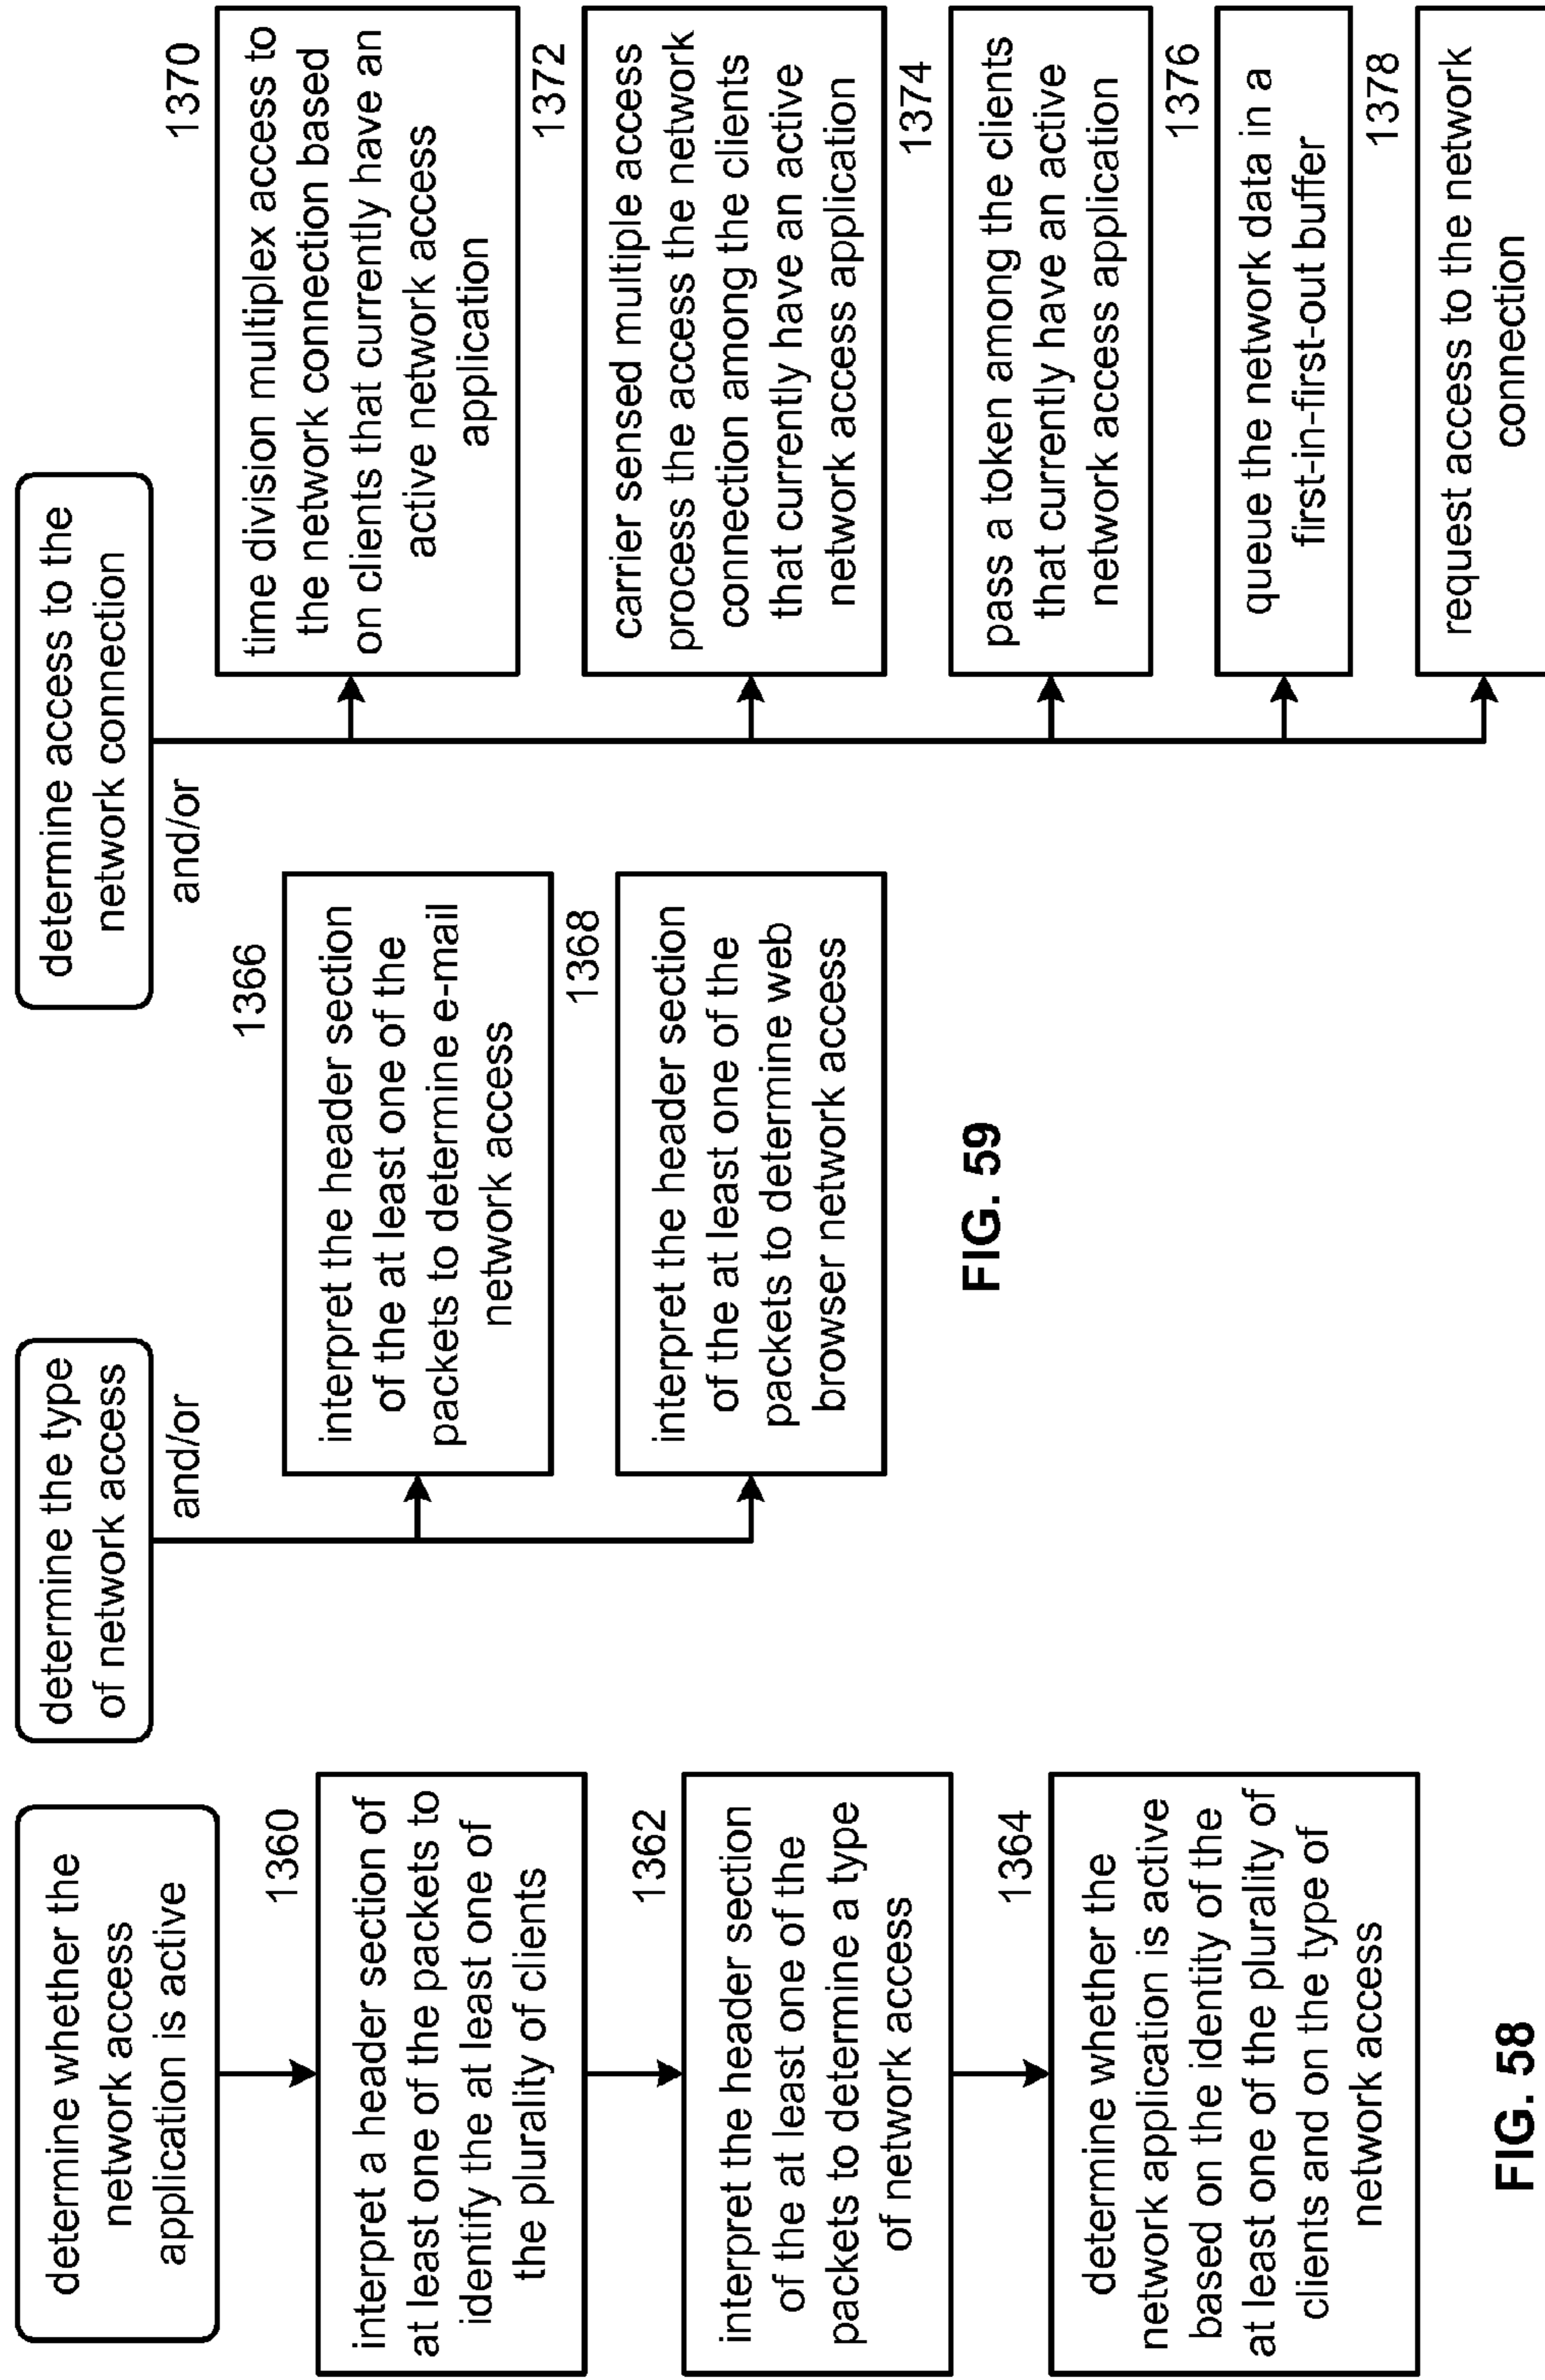 determine whether the
network access
application is active
1360
interpret a header section of
at least one of the packets to
identify the at least one of
the plurality of clients
1362
interpret the header section
of the at least one of the
packets to determine a type
of network access
1364
determine whether the
network application is active
based on the identity of the
at least one of the plurality of
clients and on the type of
network access
FIG. 58
determine the type
of network access
and/or
1366
interpret the header section
of the at least one of the
packets to determine e-mail
network access
1368
interpret the header section
of the at least one of the
packets to determine web
browser network access
FIG. 59
determine access to the
network connection
and/or
1370
time division multiplex access to
the network connection based
on clients that currently have an
active network access
application
1372
carrier sensed multiple access
process the access the network
connection among the clients
that currently have an active
network access application
1374
pass a token among the clients
that currently have an active
network access application
1376
queue the network data in a
first-in-first-out buffer
1378
request access to the network
connection